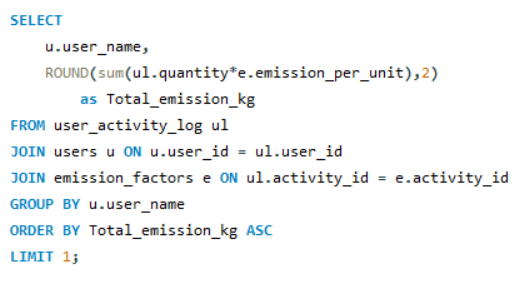 SELECT
u.user_name,
ROUND(sum(ul.quantity*e.emission_per_unit),2)
as Total_emission_kg
FROM user_activity_log ul
JOIN users u ON u.user_id = ul.user_id
JOIN emission_factors e ON ul.activity_id = e.activity_id
GROUP BY u.user_name
ORDER BY Total_emission_kg ASC
LIMIT 1;